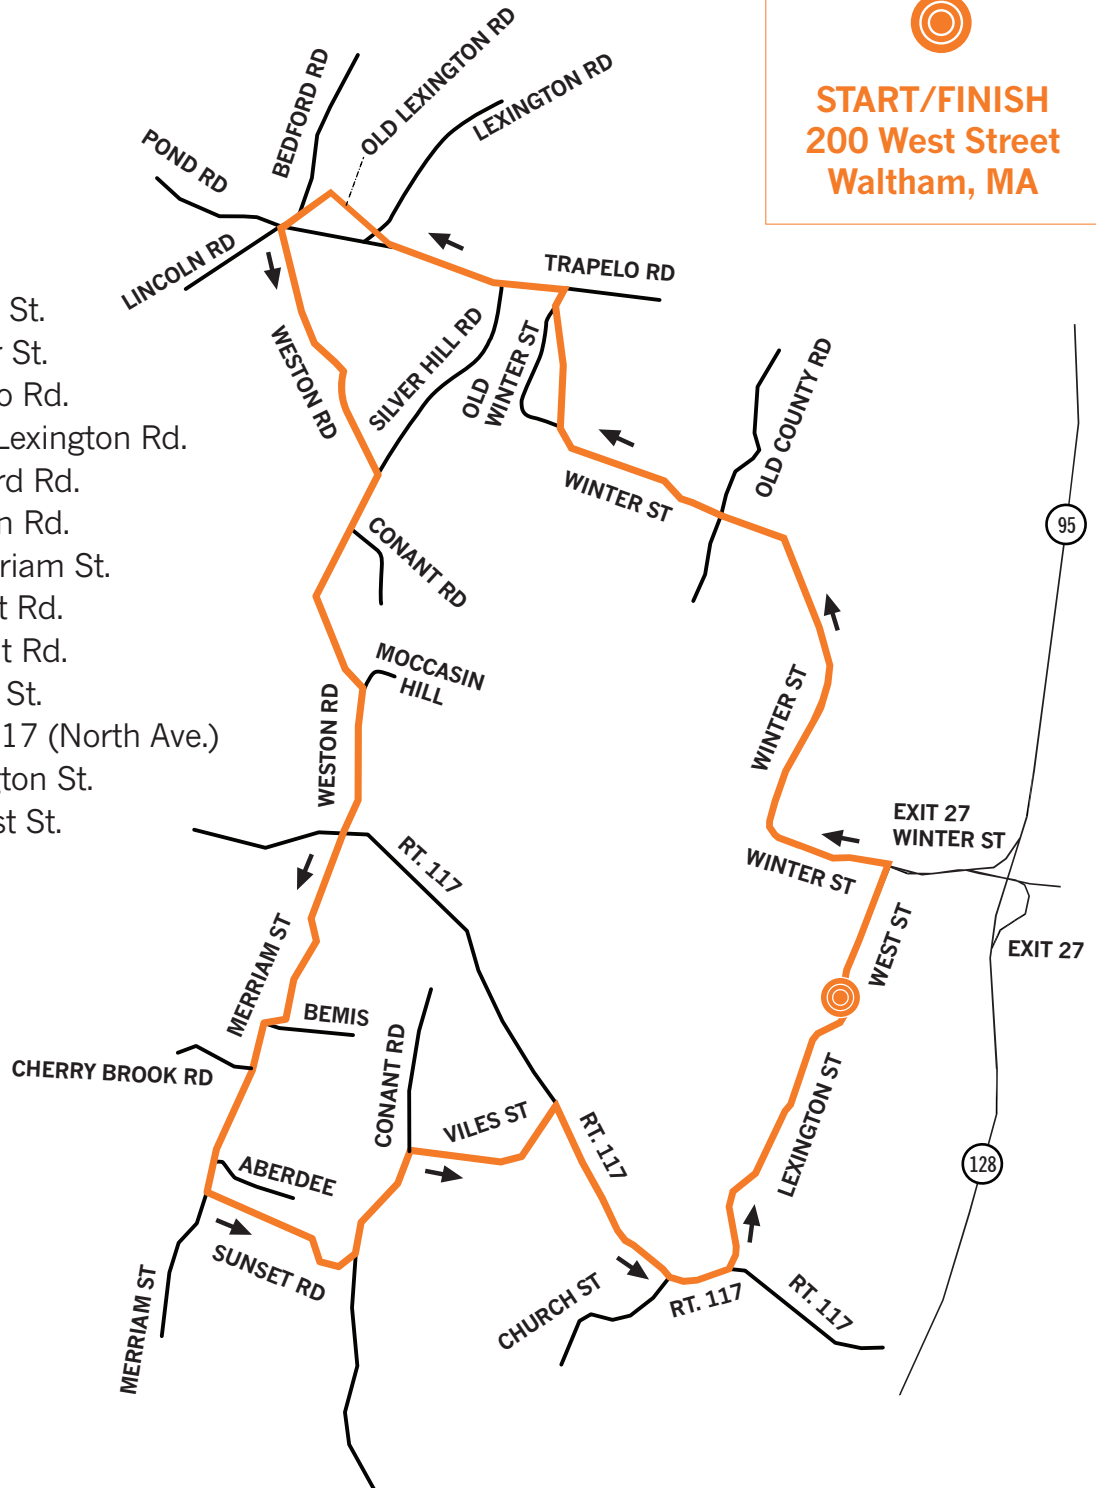 START/FINISH
200 West Street
Waltham, MA
BEDFORD RD
OLD LEXINGTON RD
LEXINGTON RD
POND RD
LINCOLN RD
TRAPELO RD
St.
St.
Rd.
Lexington Rd.
Rd.
Rd.
St.
Rd.
Rd.
St.
17 (North Ave.)
St.
St.
WESTON RD
SILVER HILL RD
OLD
WINTER ST
OLD COUNTY RD
WINTER ST
95
CONANT RD
MOCCASIN
HILL
WESTON RD
WINTER ST
EXIT 27
WINTER ST
WINTER ST
RT. 117
WEST ST
EXIT 27
MERRIAM ST
BEMIS
CHERRY BROOK RD
CONANT RD
VILES ST
RT. 117
LEXINGTON ST
128
ABERDEE
SUNSET RD
MERRIAM ST
CHURCH ST
RT. 117
RT. 117